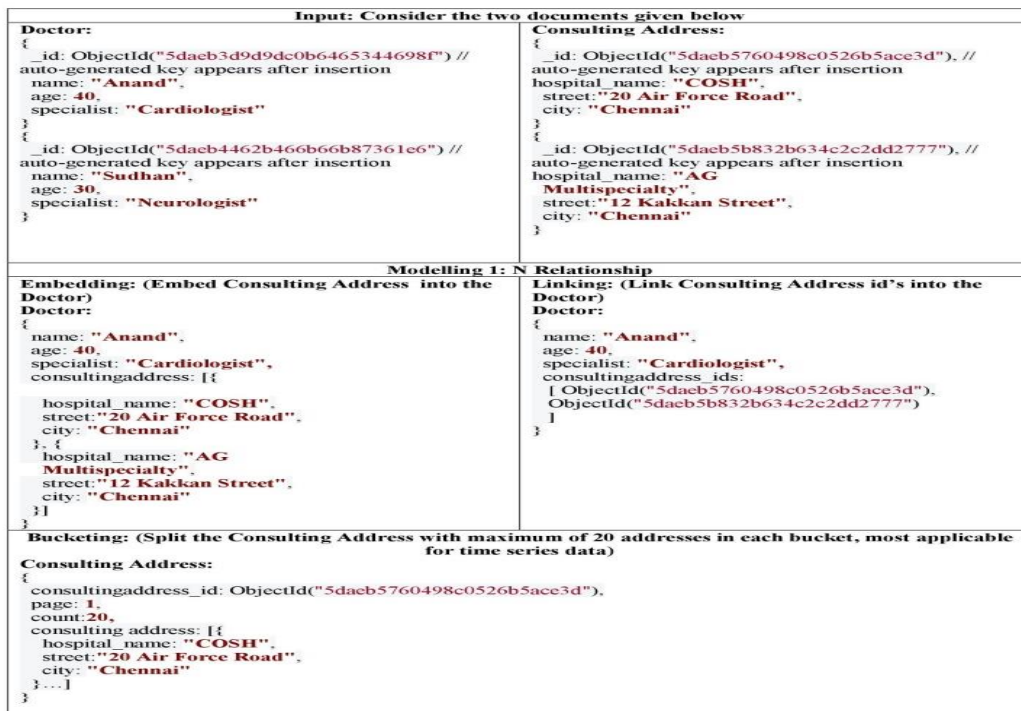 Input: Consider the two documents given below
Doctor:
{
_id: ObjectId("5daeb3d9d9dc0b6465344698f") //
auto-generated key appears after insertion
name: "Anand",
age: 40,
specialist: "Cardiologist"
}
{
_id: ObjectId("5daeb4462b466b66b87361e6") //
auto-generated key appears after insertion
name: "Sudhan",
age: 30,
specialist: "Neurologist"
}
Consulting Address:
{
_id: ObjectId("5daeb5760498c0526b5ace3d"), //
auto-generated key appears after insertion
hospital_name: "COSH",
street:"20 Air Force Road",
city: "Chennai"
}
{
_id: ObjectId("5daeb5b832b634c2c2dd2777"), //
auto-generated key appears after insertion
hospital_name: "AG
Multispecialty",
street:"12 Kakkan Street",
city: "Chennai"
}
Modelling 1: N Relationship
Embedding: (Embed Consulting Address into the
Doctor)
Doctor:
{
name: "Anand",
age: 40,
specialist: "Cardiologist",
consultingaddress: [{
hospital_name: "COSH",
street:"20 Air Force Road",
city: "Chennai"
}, {
hospital_name: "AG
Multispecialty",
street:"12 Kakkan Street",
city: "Chennai"
}]
}
Linking: (Link Consulting Address id's into the
Doctor)
Doctor:
{
name: "Anand",
age: 40,
specialist: "Cardiologist",
consultingaddress_ids:
[ ObjectId("5daeb5760498c0526b5ace3d"),
ObjectId("5daeb5b832b634c2c2dd2777")
]
}
Bucketing: (Split the Consulting Address with maximum of 20 addresses in each bucket, most applicable
for time series data)
Consulting Address:
{
consultingaddress_id: ObjectId("5daeb5760498c0526b5ace3d"),
page: 1,
count:20,
consulting address: [{
hospital_name: "COSH",
street:"20 Air Force Road",
city: "Chennai"
}...]
}